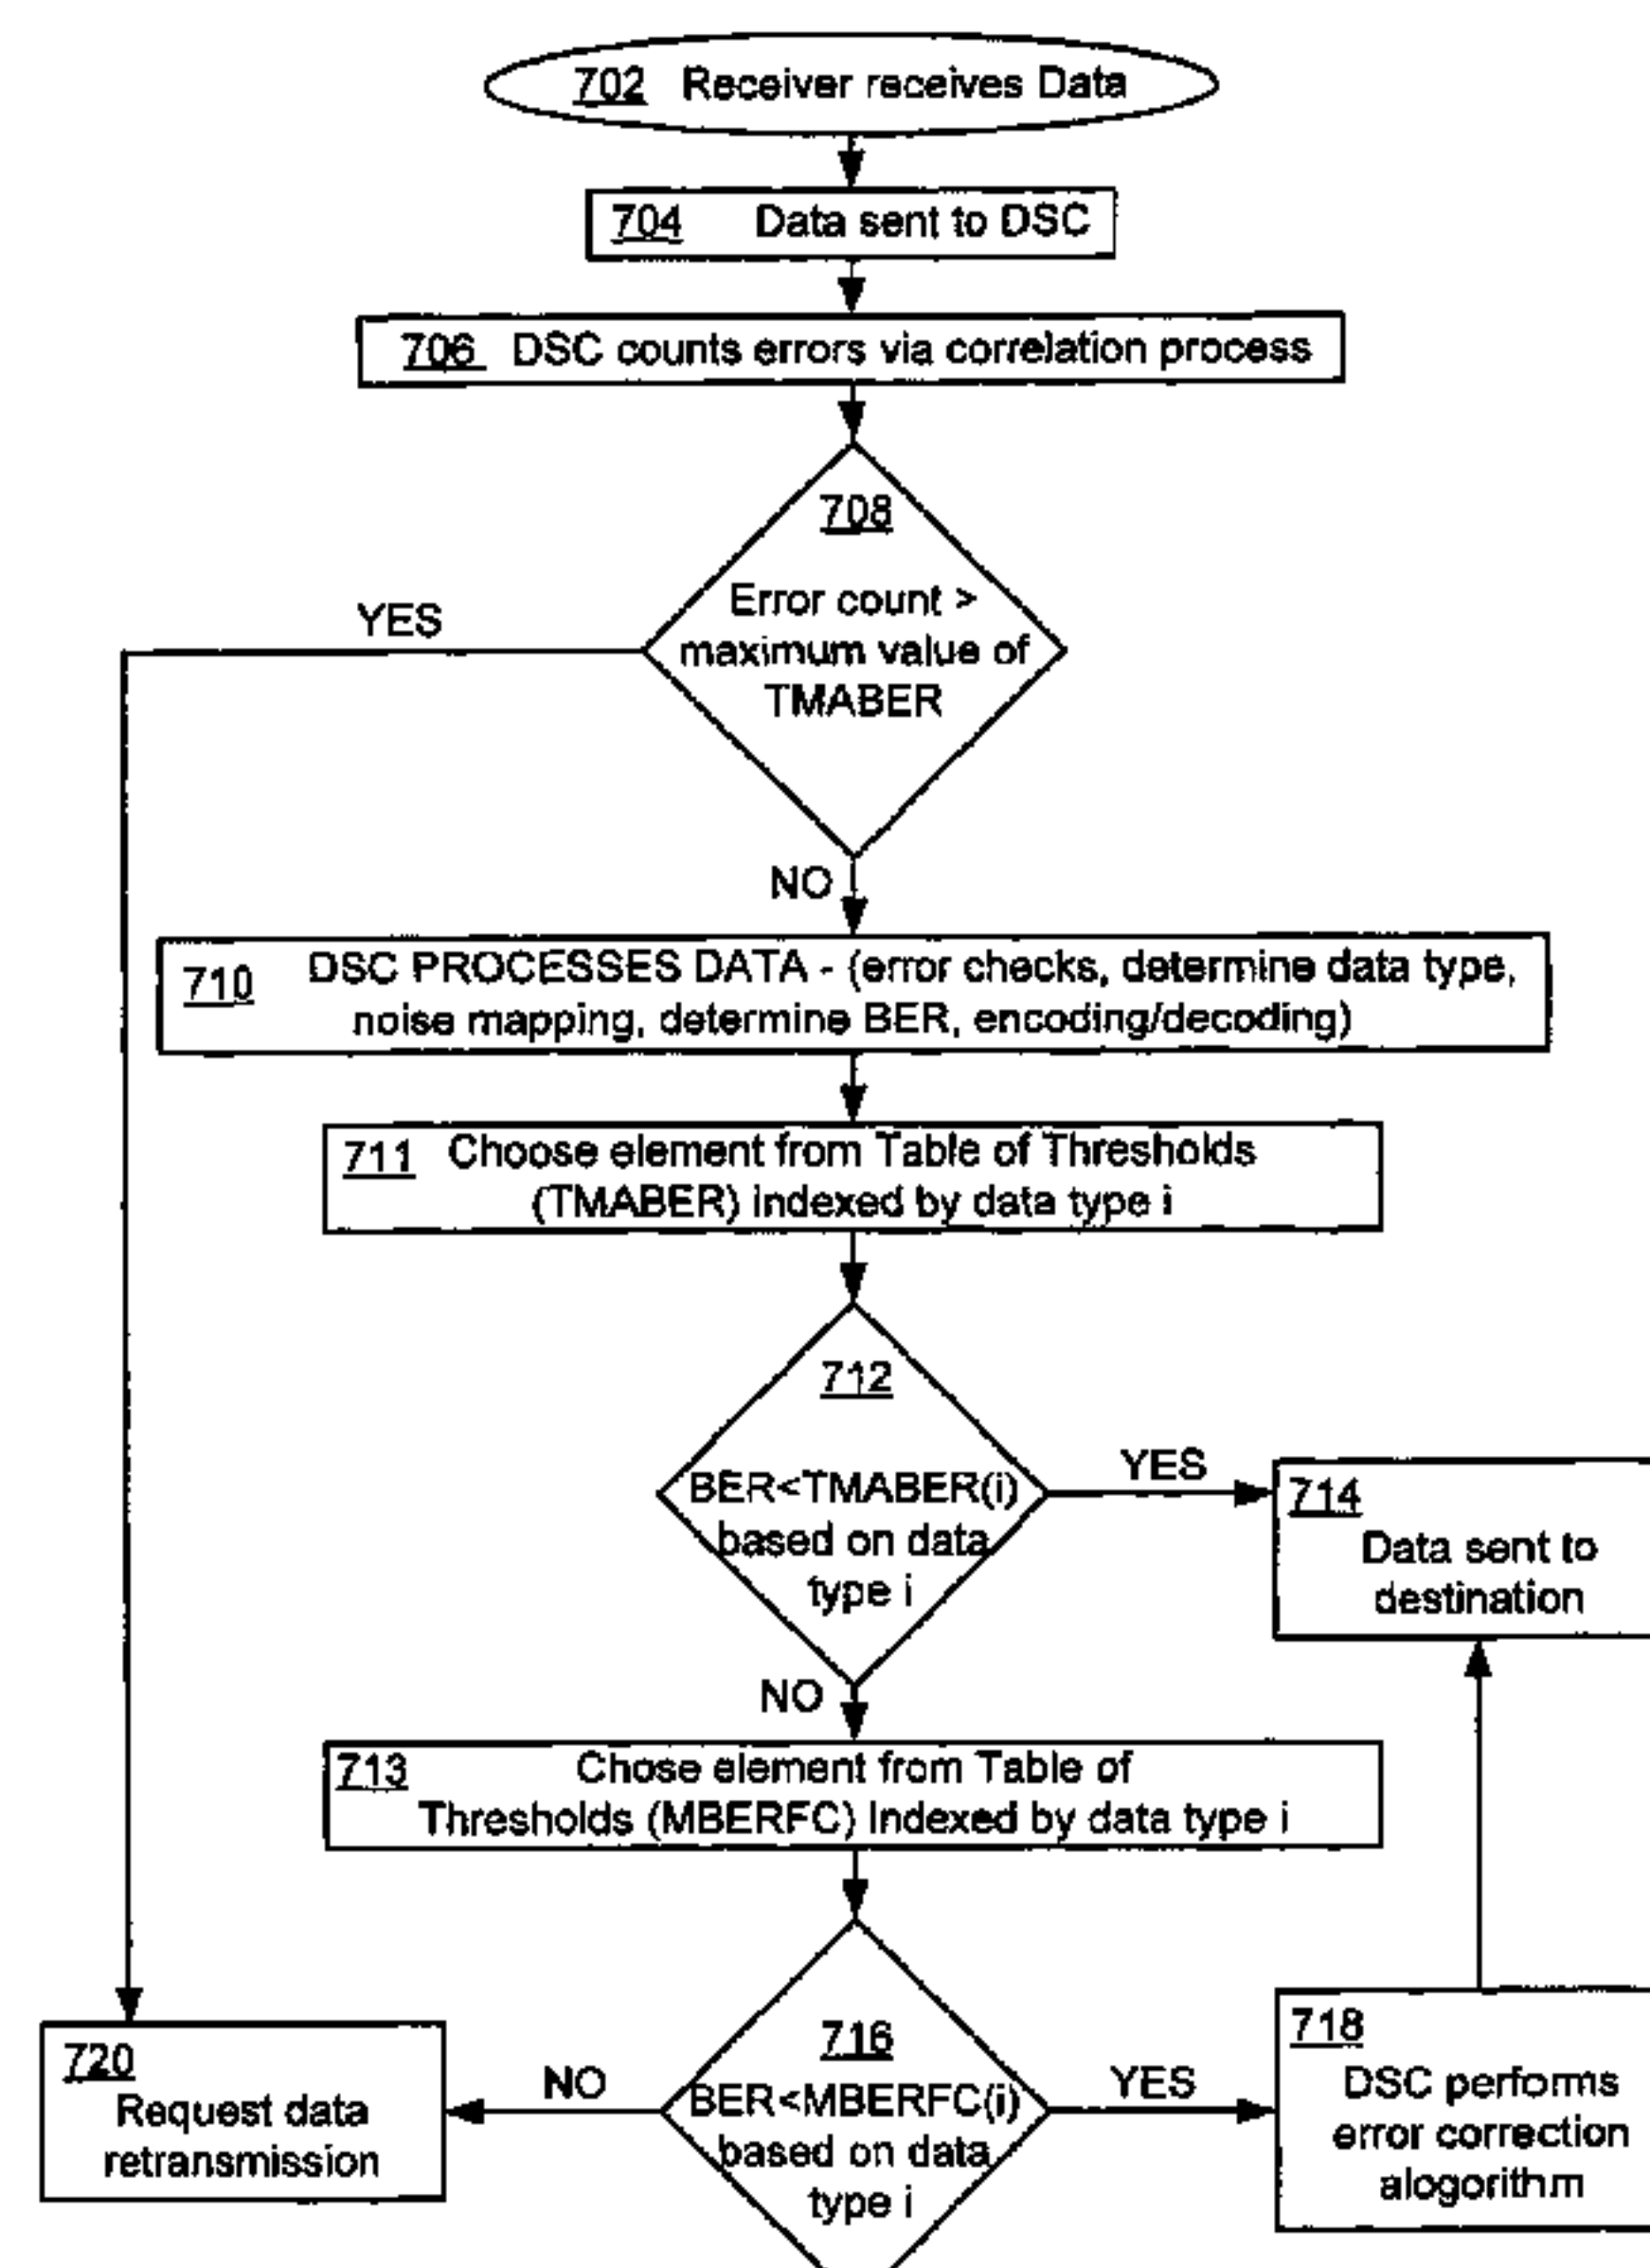 702 Receiver receives Data
704 Data sent to DSC
706 DSC counts errors via correlation process
708
Error count >
maximum value of
TMABER
YES
NO
710 DSC PROCESSES DATA - (error checks, determine data type,
noise mapping, determine BER, encoding/decoding)
711 Choose element from Table of Thresholds
(TMABER) indexed by data type i
712
BER<TMABER(i)
based on data
type i
YES
714
Data sent to
destination
NO
713 Chose element from Table of
Thresholds (MBERFC) Indexed by data type i
716
BER<MBERFC(i)
based on data
type i
NO
YES
720
Request data
retransmission
718
DSC performs
error correction
alogorithm